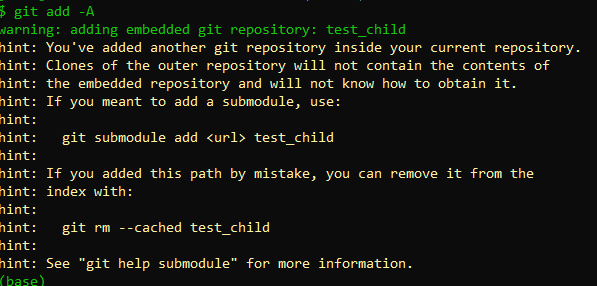 $ git add -A
warning: adding embedded git repository: test_child
hint: You've added another git repository inside your current repository.
hint: Clones of the outer repository will not contain the contents of
hint: the embedded repository and will not know how to obtain it.
hint: If you meant to add a submodule, use:
hint:
hint:   git submodule add <url> test_child
hint:
hint: If you added this path by mistake, you can remove it from the
hint: index with:
hint:
hint:   git rm --cached test_child
hint:
hint: See "git help submodule" for more information.
(base)